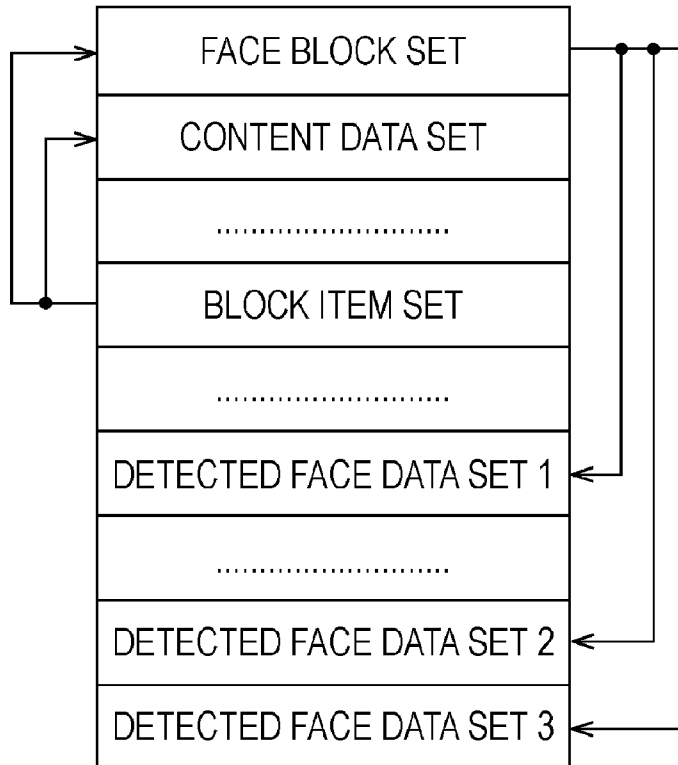 FACE BLOCK SET
CONTENT DATA SET
...........................
BLOCK ITEM SET
...........................
DETECTED FACE DATA SET 1
...........................
DETECTED FACE DATA SET 2
DETECTED FACE DATA SET 3